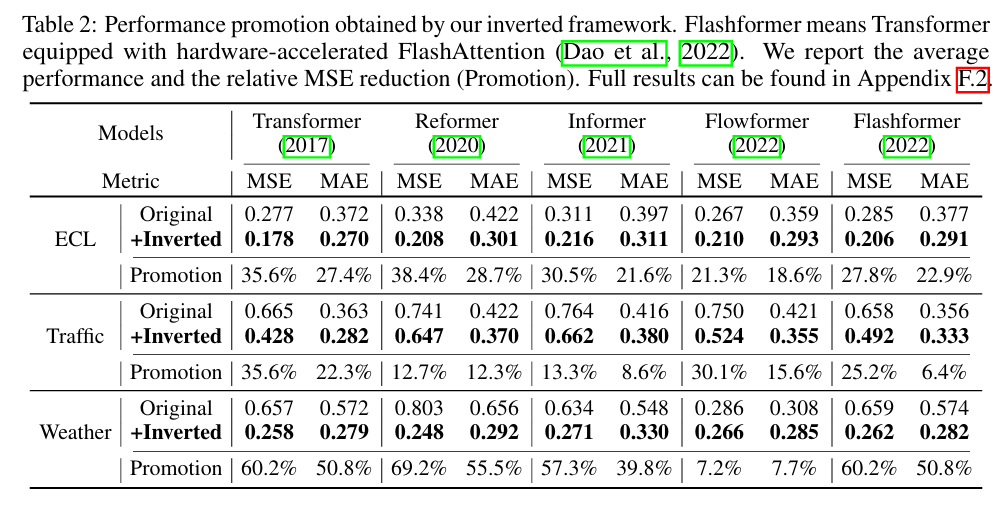 Table 2: Performance promotion obtained by our inverted framework. Flashformer means Transformer
equipped with hardware-accelerated FlashAttention (Dao et al., 2022). We report the average
performance and the relative MSE reduction (Promotion). Full results can be found in Appendix F.2.
Models Transformer (2017) Reformer (2020) Informer (2021) Flowformer (2022) Flashformer (2022)
Metric MSE MAE MSE MAE MSE MAE MSE MAE MSE MAE
Original 0.277 0.372 0.338 0.422 0.311 0.397 0.267 0.359 0.285 0.377
ECL +Inverted 0.178 0.270 0.208 0.301 0.216 0.311 0.210 0.293 0.206 0.291
Promotion 35.6% 27.4% 38.4% 28.7% 30.5% 21.6% 21.3% 18.6% 27.8% 22.9%
Original 0.665 0.363 0.741 0.422 0.764 0.416 0.750 0.421 0.658 0.356
Traffic +Inverted 0.428 0.282 0.647 0.370 0.662 0.380 0.524 0.355 0.492 0.333
Promotion 35.6% 22.3% 12.7% 12.3% 13.3% 8.6% 30.1% 15.6% 25.2% 6.4%
Original 0.657 0.572 0.803 0.656 0.634 0.548 0.286 0.308 0.659 0.574
Weather +Inverted 0.258 0.279 0.248 0.292 0.271 0.330 0.266 0.285 0.262 0.282
Promotion 60.2% 50.8% 69.2% 55.5% 57.3% 39.8% 7.2% 7.7% 60.2% 50.8%